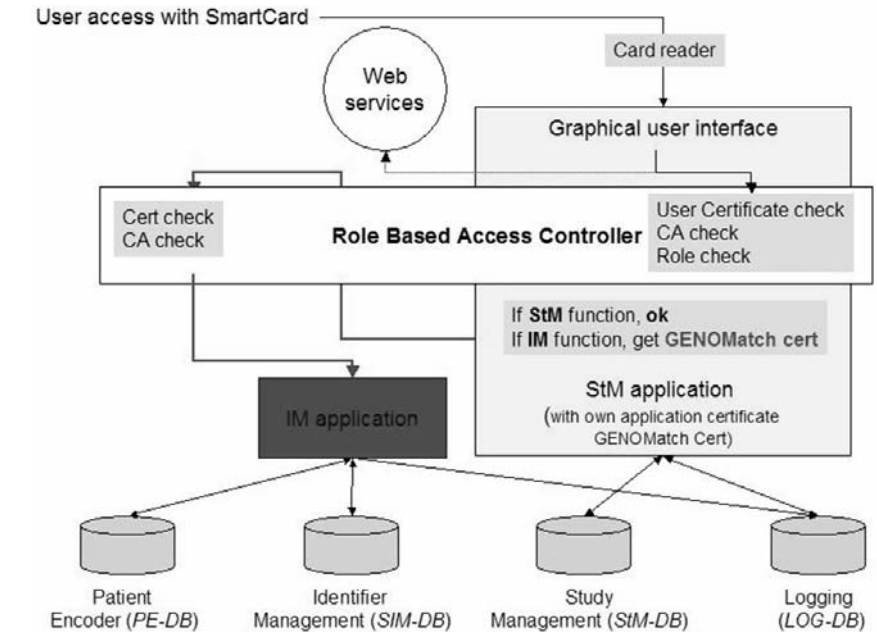 User access with SmartCard
Card reader
Web
services
Graphical user interface
Cert check
CA check
Role Based Access Controller
User Certificate check
CA check
Role check
If StM function, ok
If IM function, get GENOMatch cert
IM application
StM application
(with own application certificate
GENOMatch Cert)
Patient
Encoder (PE-DB)
Identifier
Management (SIM-DB)
Study
Management (StM-DB)
Logging
(LOG-DB)